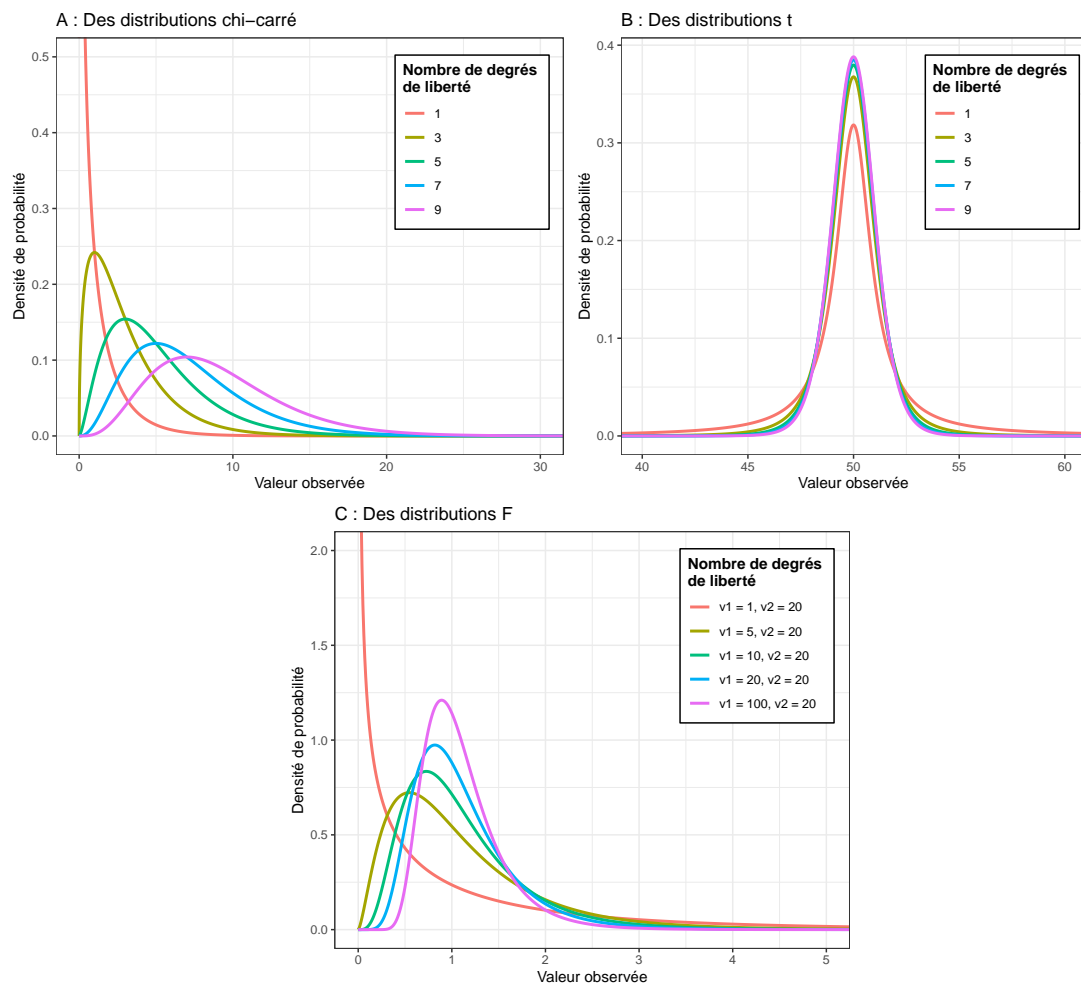 A : Des distributions chi−carré
Densité de probabilité
0.5
0.4
0.3
0.2
0.1
0.0
0
10
20
30
Valeur observée
Nombre de degrés
de liberté
1
3
5
7
9
B : Des distributions t
Densité de probabilité
0.4
0.3
0.2
0.1
0.0
40
45
50
55
60
Valeur observée
Nombre de degrés
de liberté
1
3
5
7
9
C : Des distributions F
Densité de probabilité
2.0
1.5
1.0
0.5
0.0
0
1
2
3
4
5
Valeur observée
Nombre de degrés
de liberté
v1 = 1, v2 = 20
v1 = 5, v2 = 20
v1 = 10, v2 = 20
v1 = 20, v2 = 20
v1 = 100, v2 = 20